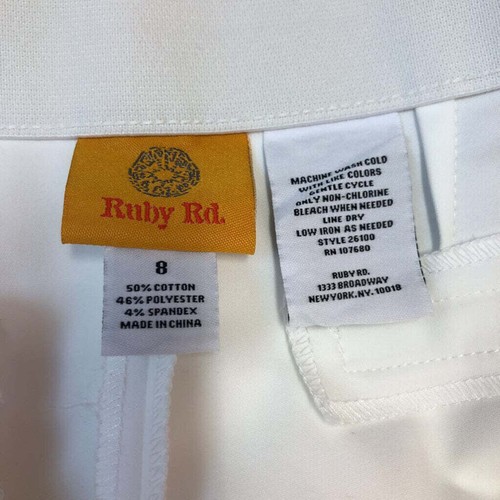 Ruby Rd.
8
50% COTTON
46% POLYESTER
4% SPANDEX
MADE IN CHINA
MACHINE WASH COLD
WITH LIKE COLORS
GENTLE CYCLE
ONLY NON-CHLORINE
BLEACH WHEN NEEDED
LINE DRY
LOW IRON AS NEEDED
STYLE 26100
RN 107680
RUBY RD.
1333 BROADWAY
NEW YORK, NY. 10018